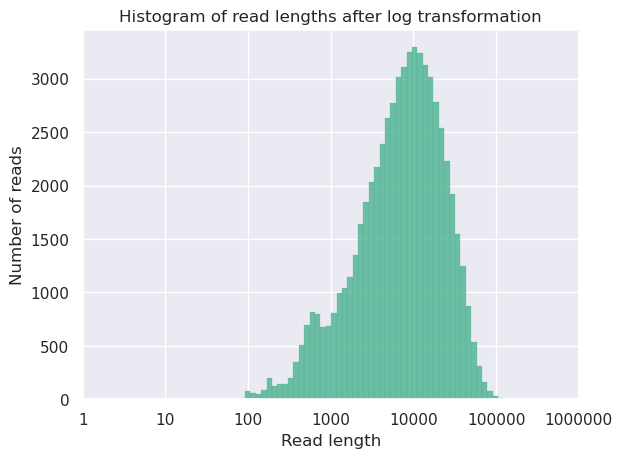 Histogram of read lengths after log transformation
3000
2500
2000
1500
1000
500
0
Number of reads
1 10 100 1000 10000 100000 1000000
Read length